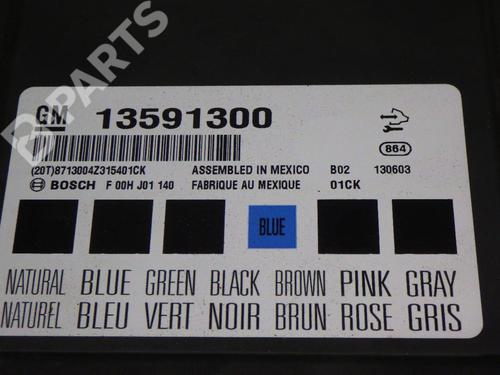 B-PARTS
GM 13591300
864
(20T)8713004Z315401CK ASSEMBLED IN MEXICO B02 130603
BOSCH F 00H J01 140 FABRIQUE AU MEXIQUE 01CK
BLUE
NATURAL BLUE GREEN BLACK BROWN PINK GRAY
NATUREL BLEU VERT NOIR BRUN ROSE GRIS